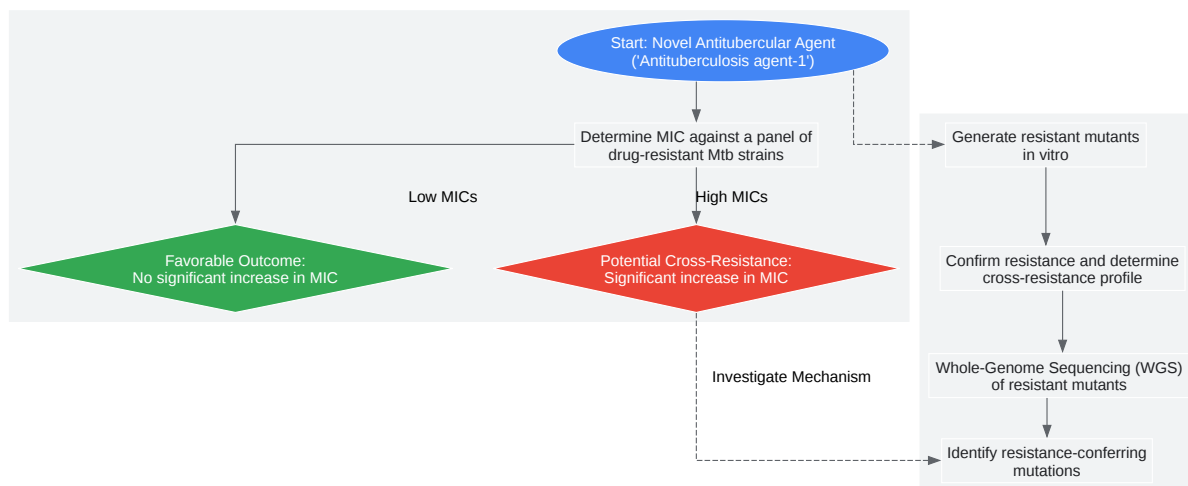 Start: Novel Antitubercular Agent
('Antituberculosis agent-1')
Determine MIC against a panel of
drug-resistant Mtb strains
Generate resistant mutants
in vitro
Low MICs
High MICs
Favorable Outcome:
No significant increase in MIC
Potential Cross-Resistance:
Significant increase in MIC
Confirm resistance and determine
cross-resistance profile
Investigate Mechanism
Whole-Genome Sequencing (WGS)
of resistant mutants
Identify resistance-conferring
mutations